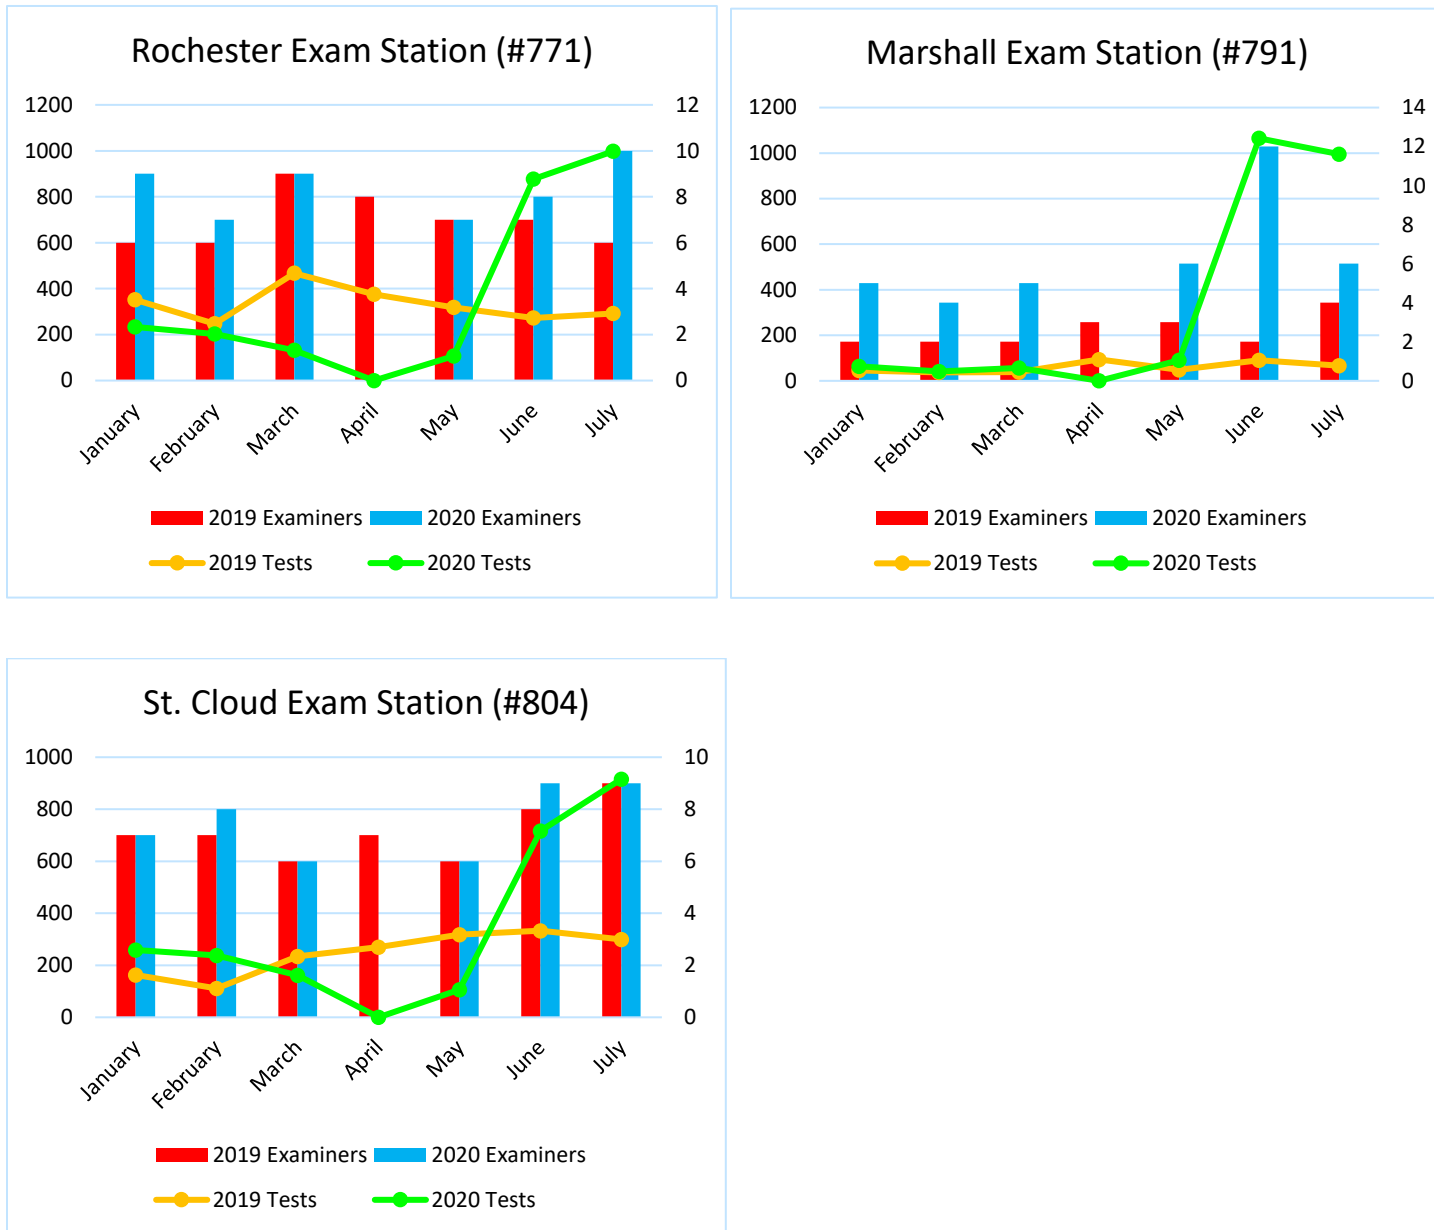 Rochester Exam Station (#771)
1200 12
1000 10
800 8
600 6
400 4
200 2
0 0
January February March April May June July
2019 Examiners 2020 Examiners
2019 Tests 2020 Tests
Marshall Exam Station (#791)
1200 14
1000 12
800 10
600 8
400 6
200 4
0 2
0
January February March April May June July
2019 Examiners 2020 Examiners
2019 Tests 2020 Tests
St. Cloud Exam Station (#804)
1000 10
800 8
600 6
400 4
200 2
0 0
January February March April May June July
2019 Examiners 2020 Examiners
2019 Tests 2020 Tests